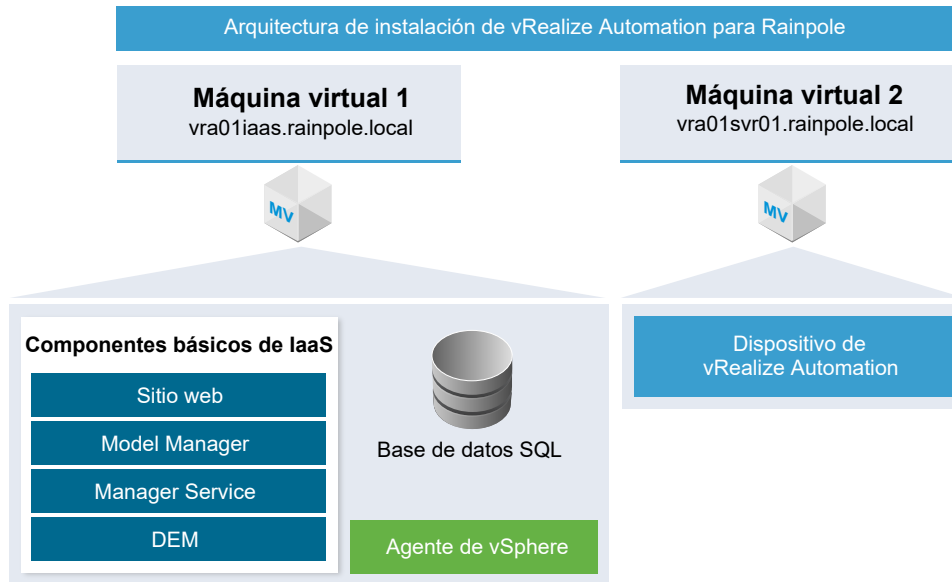 Arquitectura de instalación de vRealize Automation para Rainpole
Máquina virtual 1
vra01iaas.rainpole.local
Máquina virtual 2
vra01svr01.rainpole.local
MV
MV
Componentes básicos de IaaS
Sitio web
Model Manager
Manager Service
DEM
Base de datos SQL
Agente de vSphere
Dispositivo de
vRealize Automation